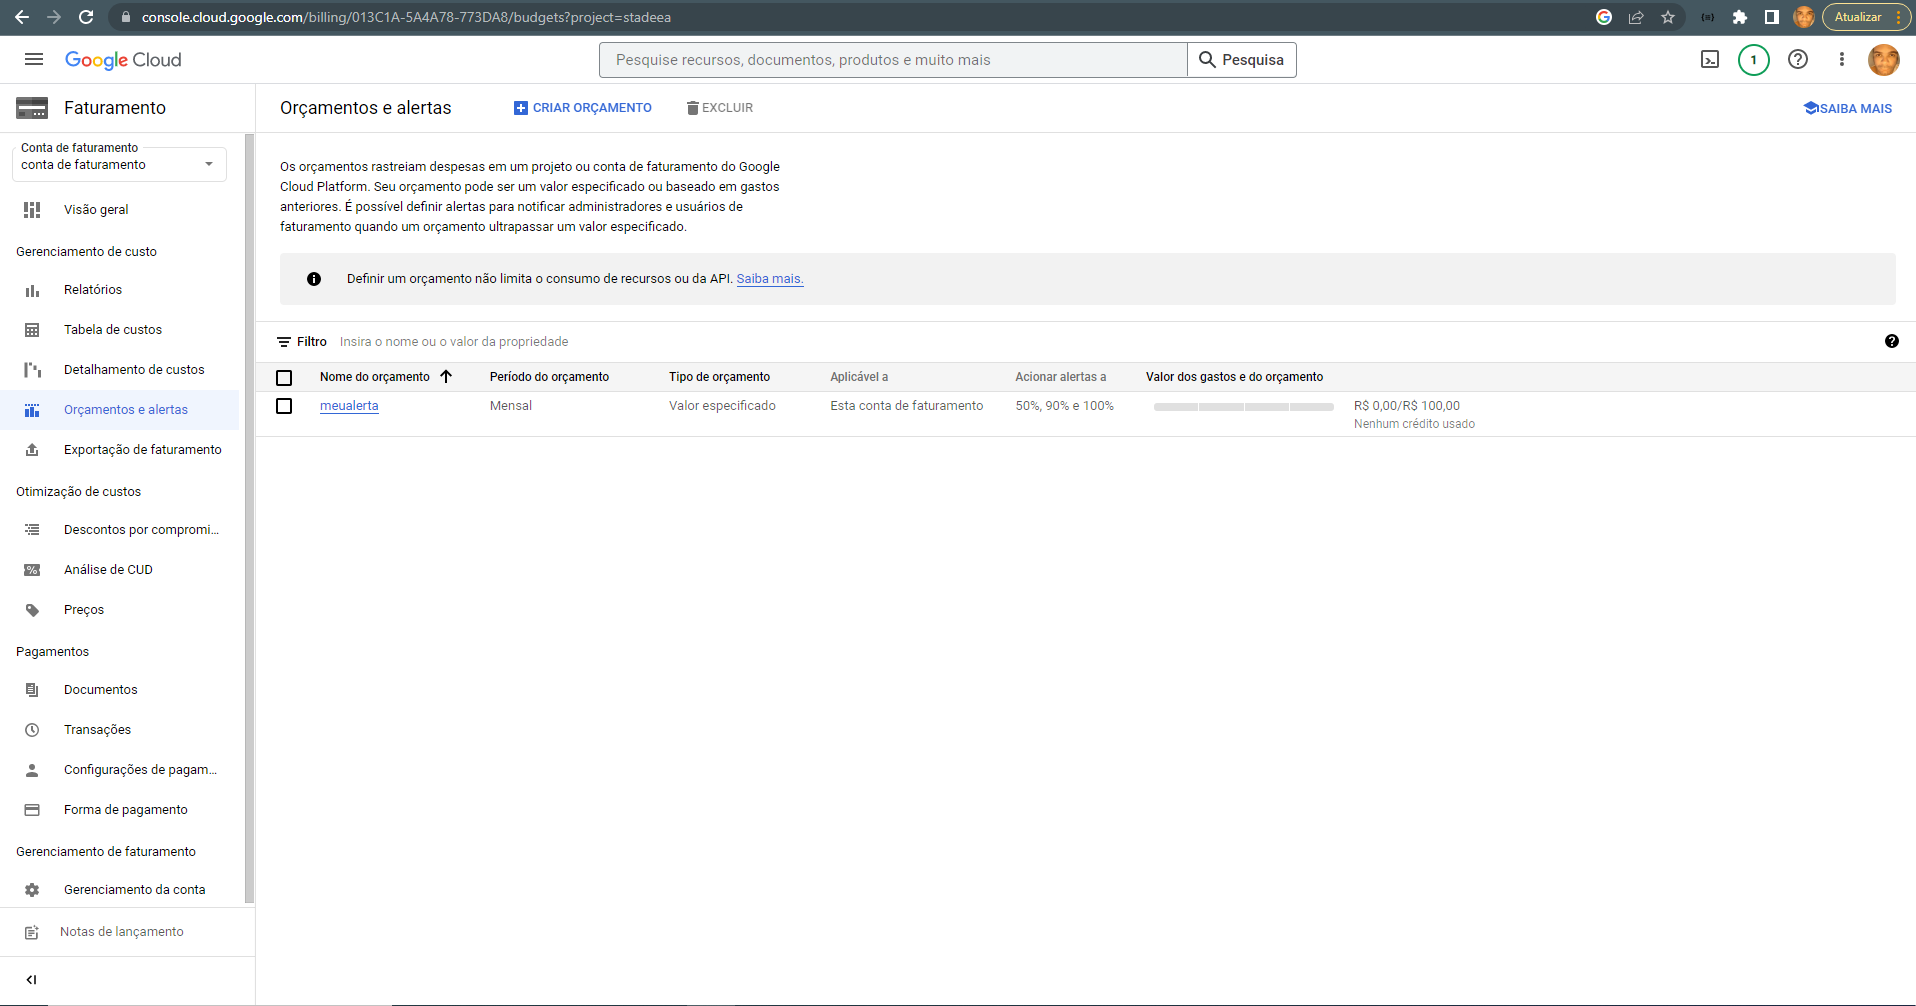 console.cloud.google.com/billing/013C1A-5A4A78-773DA8/budgets?project=stadeea
Atualizar
Google Cloud
Pesquise recursos, documentos, produtos e muito mais
Pesquisa
1
Faturamento
Orçamentos e alertas
CRIAR ORÇAMENTO
EXCLUIR
SAIBA MAIS
Conta de faturamento
conta de faturamento
Visão geral
Gerenciamento de custo
Relatórios
Tabela de custos
Detalhamento de custos
Orçamentos e alertas
Exportação de faturamento
Otimização de custos
Descontos por compromi...
Análise de CUD
Preços
Pagamentos
Documentos
Transações
Configurações de pagam...
Forma de pagamento
Gerenciamento de faturamento
Gerenciamento da conta
Notas de lançamento
Os orçamentos rastreiam despesas em um projeto ou conta de faturamento do Google
Cloud Platform. Seu orçamento pode ser um valor especificado ou baseado em gastos
anteriores. É possível definir alertas para notificar administradores e usuários de
faturamento quando um orçamento ultrapassar um valor especificado.
Definir um orçamento não limita o consumo de recursos ou da API. Saiba mais.
Filtro Insira o nome ou o valor da propriedade
Nome do orçamento Período do orçamento Tipo de orçamento Aplicável a Acionar alertas a Valor dos gastos e do orçamento
meualerta Mensal Valor especificado Esta conta de faturamento 50%, 90% e 100% R$ 0,00/R$ 100,00
Nenhum crédito usado